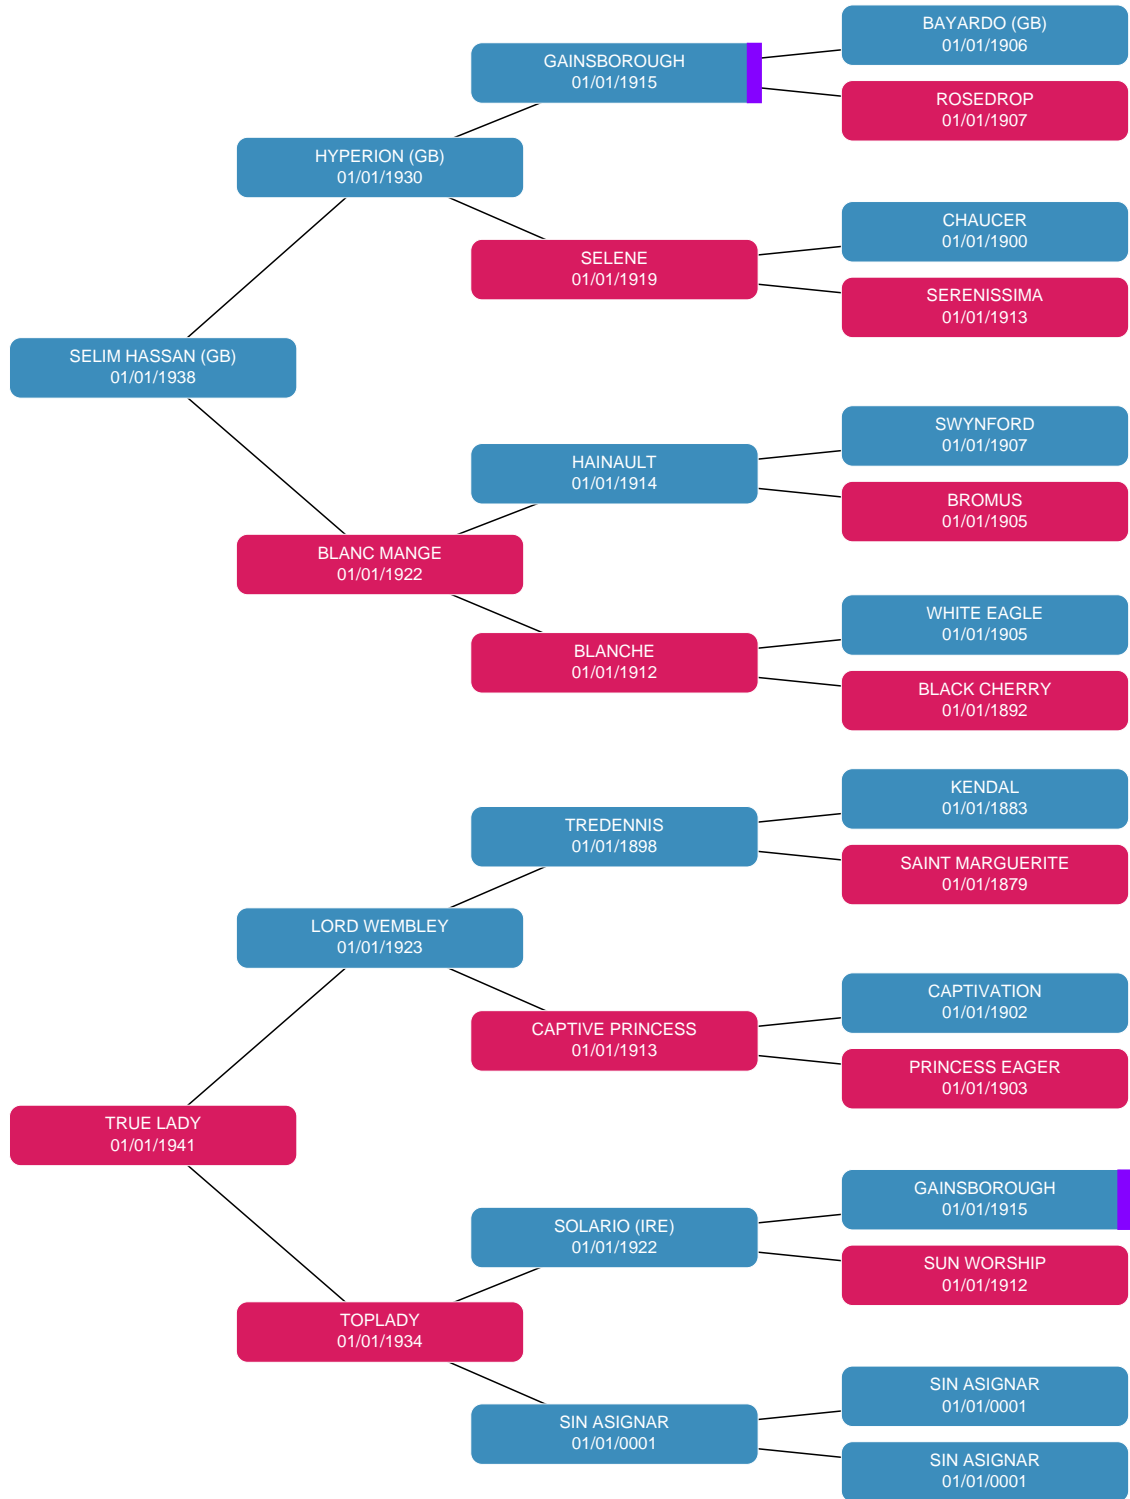 BAYARDO (GB)
01/01/1906
GAINSBOROUGH
01/01/1915
ROSEDROP
01/01/1907
HYPERION (GB)
01/01/1930
CHAUCER
01/01/1900
SELENE
01/01/1919
SERENISSIMA
01/01/1913
SELIM HASSAN (GB)
01/01/1938
SWYNFORD
01/01/1907
HAINAULT
01/01/1914
BROMUS
01/01/1905
BLANC MANGE
01/01/1922
WHITE EAGLE
01/01/1905
BLANCHE
01/01/1912
BLACK CHERRY
01/01/1892
KENDAL
01/01/1883
TREDENNIS
01/01/1898
SAINT MARGUERITE
01/01/1879
LORD WEMBLEY
01/01/1923
CAPTIVATION
01/01/1902
CAPTIVE PRINCESS
01/01/1913
PRINCESS EAGER
01/01/1903
TRUE LADY
01/01/1941
GAINSBOROUGH
01/01/1915
SOLARIO (IRE)
01/01/1922
SUN WORSHIP
01/01/1912
TOPLADY
01/01/1934
SIN ASIGNAR
01/01/0001
SIN ASIGNAR
01/01/0001
SIN ASIGNAR
01/01/0001